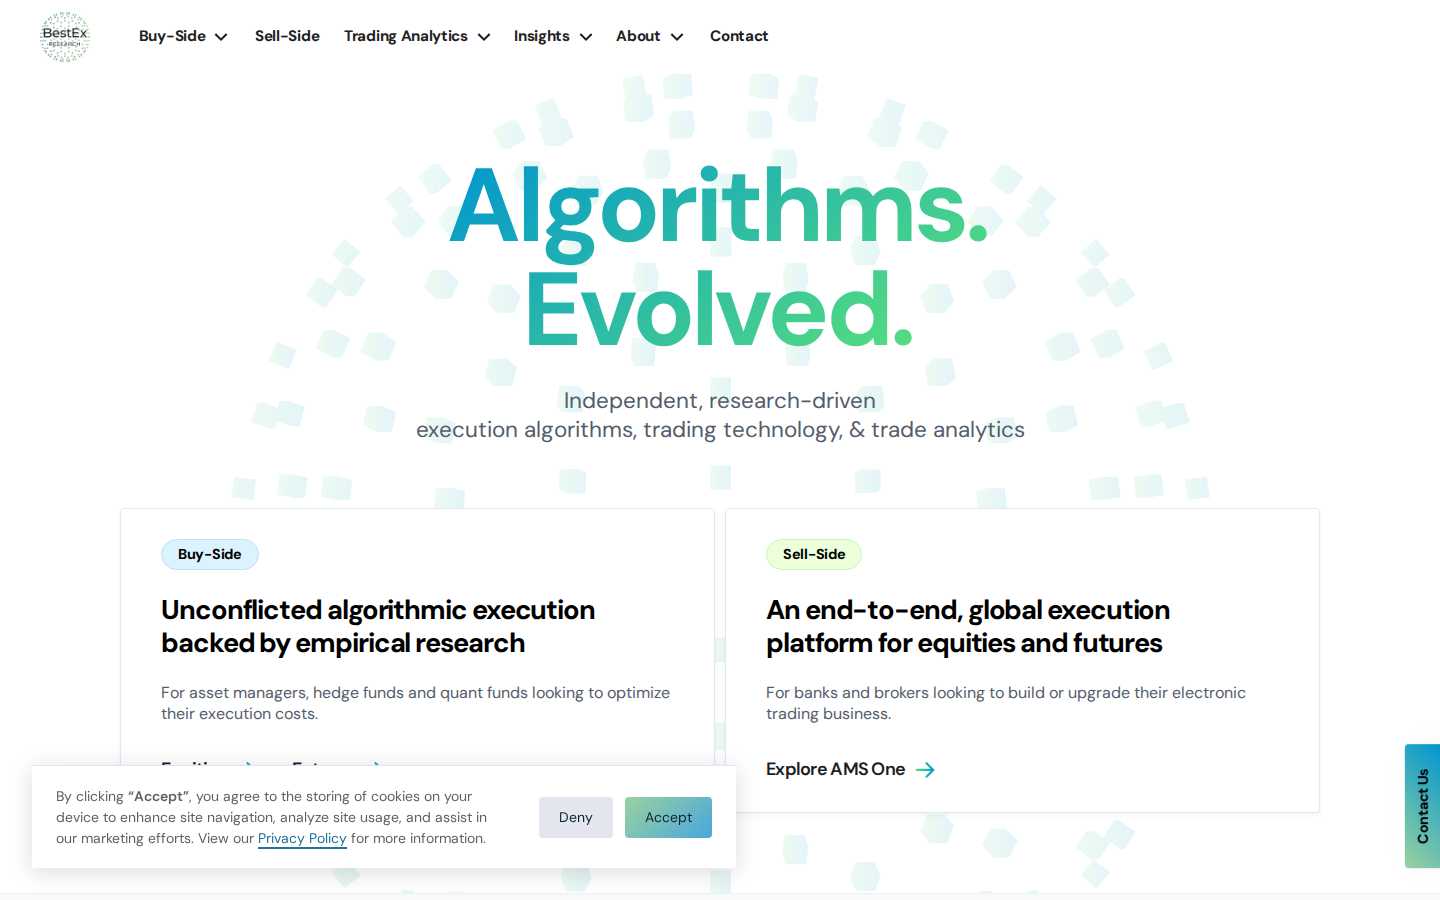 BestEx
RESEARCH
Buy-Side
Sell-Side
Trading Analytics
Insights
About
Contact
Algorithms.
Evolved.
Independent, research-driven
execution algorithms, trading technology, & trade analytics
Buy-Side
Unconflicted algorithmic execution
backed by empirical research
For asset managers, hedge funds and quant funds looking to optimize
their execution costs.
Sell-Side
An end-to-end, global execution
platform for equities and futures
For banks and brokers looking to build or upgrade their electronic
trading business.
Explore AMS One
By clicking “Accept”, you agree to the storing of cookies on your
device to enhance site navigation, analyze site usage, and assist in
our marketing efforts. View our Privacy Policy for more information.
Deny
Accept
Contact Us